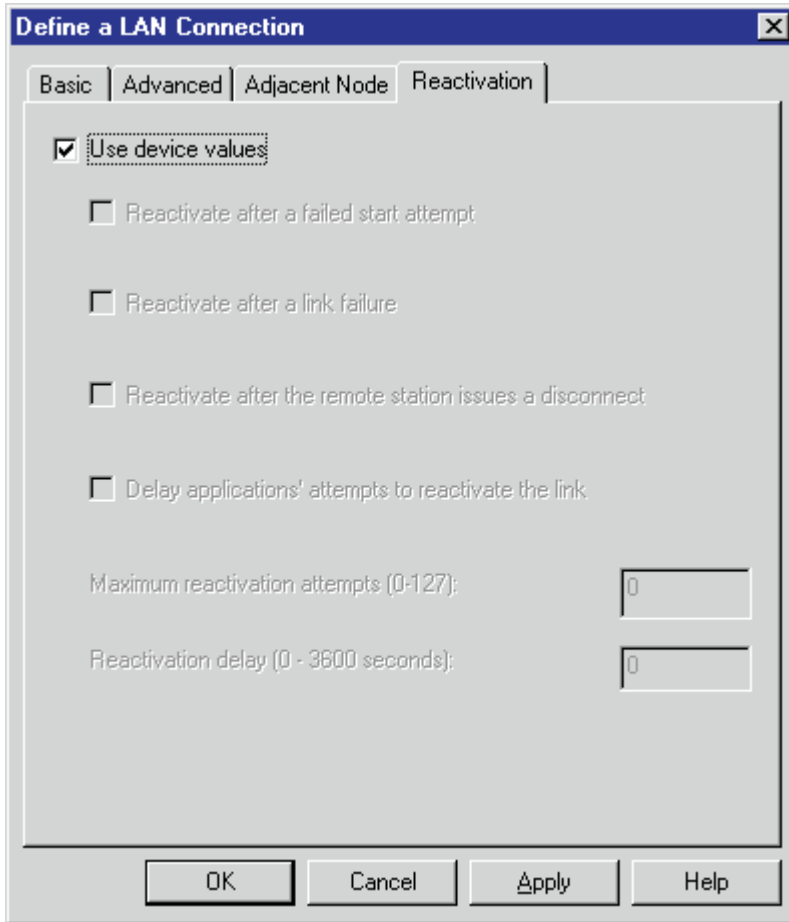 Define a LAN Connection
Basic Advanced Adjacent Node Reactivation
Use device values
Reactivate after a failed start attempt
Reactivate after a link failure
Reactivate after the remote station issues a disconnect
Delay applications' attempts to reactivate the link
Maximum reactivation attempts (0-127): 0
Reactivation delay (0 - 3600 seconds): 0
OK Cancel Apply Help